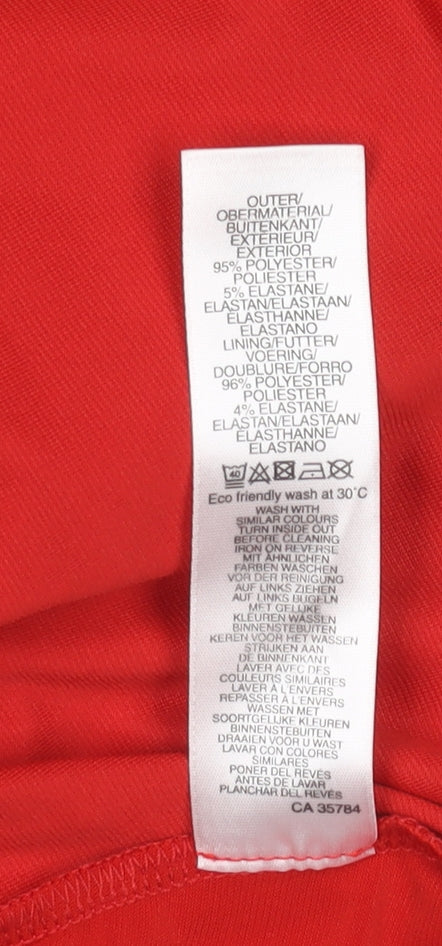 OUTER/
OBERMATERIAL/
BUITENKANT/
EXTERIEUR/
EXTERIOR
95% POLYESTER/
POLIESTER
5% ELASTANE/
ELASTAN/ELASTAAN/
ELASTHANNE/
ELASTANO
LINING/FUTTER/
VOERING/
DOUBLURE/FORRO
96% POLYESTER/
POLIESTER
4% ELASTANE/
ELASTAN/ELASTAAN/
ELASTHANNE/
ELASTANO
40
Eco friendly wash at 30°C
WASH WITH
SIMILAR COLOURS
TURN INSIDE OUT
BEFORE CLEANING
IRON ON REVERSE
MIT ÄHNLICHEN
FARBEN WASCHEN
VOR DER REINIGUNG
AUF LINKS ZIEHEN
AUF LINKS BÜGELN
MET GELIJKE
KLEUREN WASSEN
BINNENSTEBUITEN
KEREN VOOR HET WASSEN
STRIJKEN AAN
DE BINNENKANT
LAVER AVEC DES
COULEURS SIMILAIRES
LAVER À L'ENVERS
REPASSER À L'ENVERS
WASSEN MET
SOORTGELIJKE KLEUREN
BINNENSTEBUITEN
DRAAIEN VOOR U WAST
LAVAR CON COLORES
SIMILARES
PONER DEL REVÉS
ANTES DE LAVAR
PLANCHAR DEL REVÉS
CA 35784